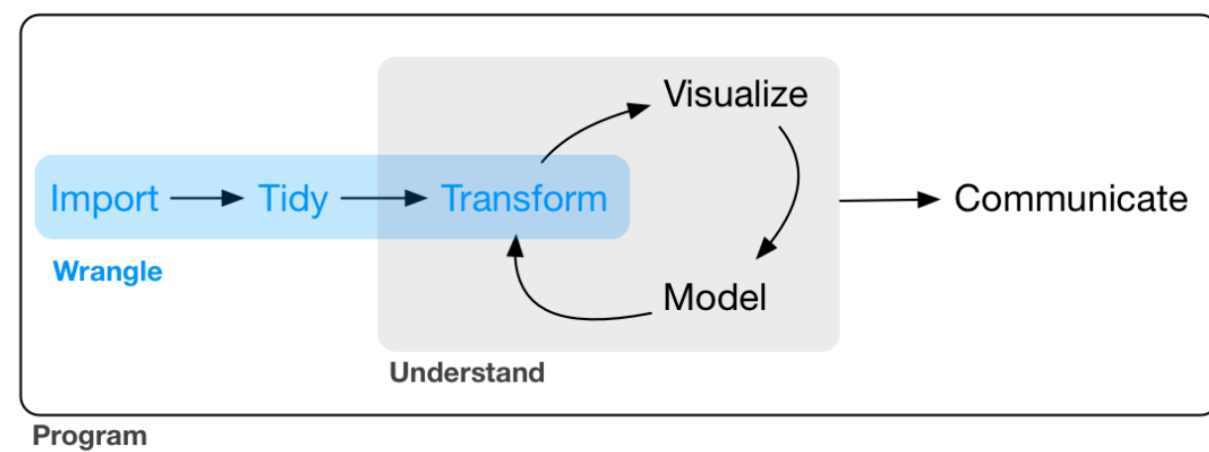 Visualize
Import Tidy Transform Communicate
Wrangle
Model
Understand
Program